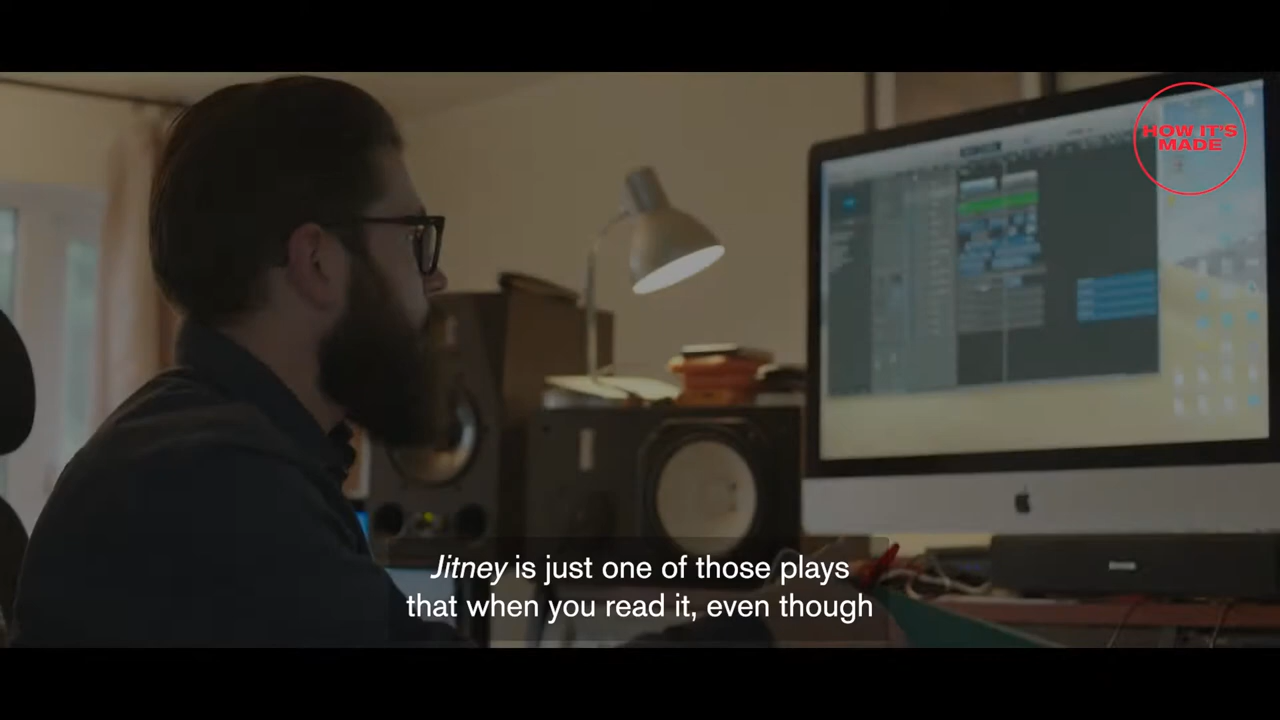 HOW IT'S
MADE
Jitney is just one of those plays
that when you read it, even though